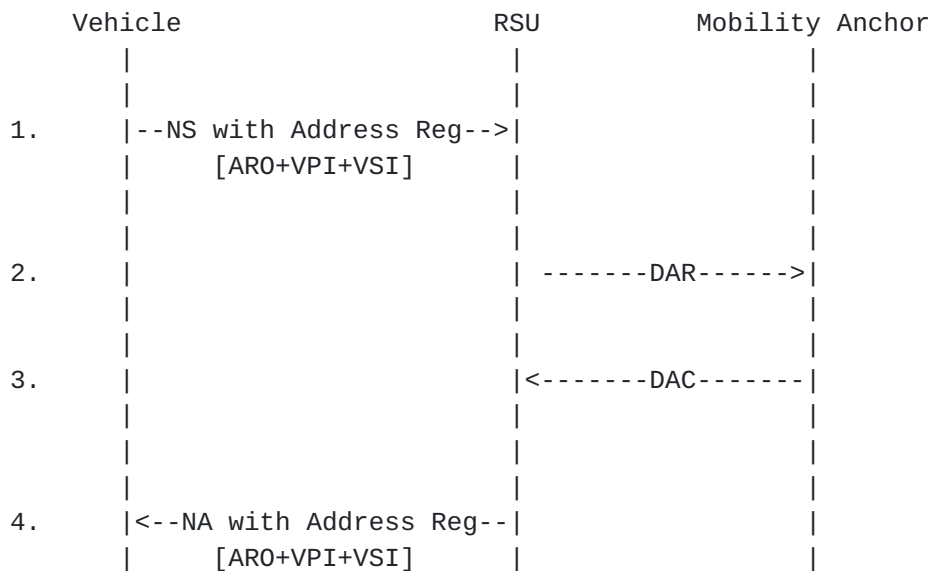 Vehicle RSU Mobility Anchor
1. |--NS with Address Reg-->|
[ARO+VPI+VSI]
2. -------DAR------>|
3. |<-------DAC-------|
4. |<--NA with Address Reg--|
[ARO+VPI+VSI]